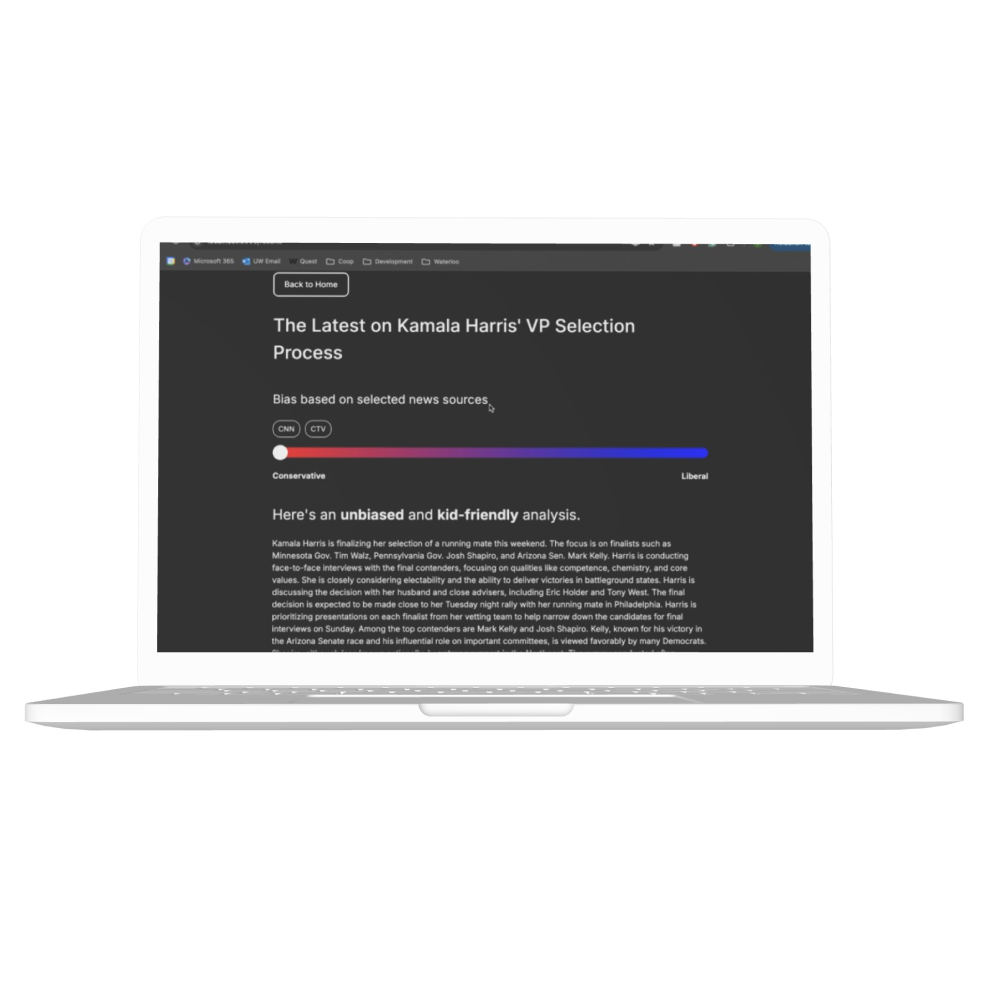 Microsoft 365 UW Email Quest Coop Development Waterloo
Back to Home
The Latest on Kamala Harris' VP Selection
Process
Bias based on selected news sources
CNN CTV
Conservative Liberal
Here's an unbiased and kid-friendly analysis.
Kamala Harris is finalizing her selection of a running mate this weekend. The focus is on finalists such as
Minnesota Gov. Tim Walz, Pennsylvania Gov. Josh Shapiro, and Arizona Sen. Mark Kelly. Harris is conducting
face-to-face interviews with the final contenders, focusing on qualities like competence, chemistry, and core
values. She is closely considering electability and the ability to deliver victories in battleground states. Harris is
discussing the decision with her husband and close advisers, including Eric Holder and Tony West. The final
decision is expected to be made close to her Tuesday night rally with her running mate in Philadelphia. Harris is
prioritizing presentations on each finalist from her vetting team to help narrow down the candidates for final
interviews on Sunday. Among the top contenders are Mark Kelly and Josh Shapiro. Kelly, known for his victory in
the Arizona Senate race and his influential role on important committees, is viewed favorably by many Democrats.